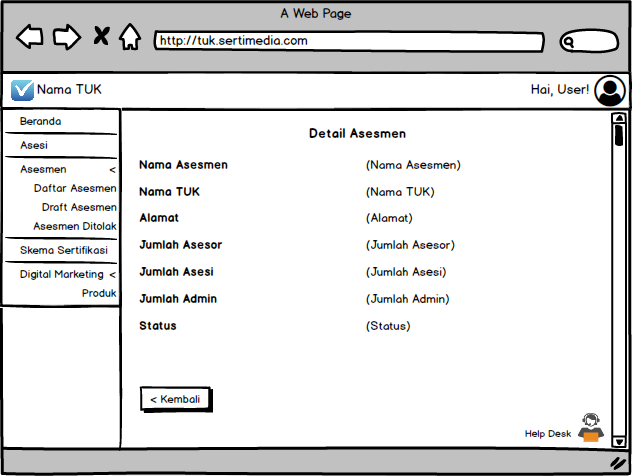 A Web Page
http://tuk.sertimedia.com
Nama TUK
Hai, User!
Beranda
Asesi
Asesmen <
Daftar Asesmen
Draft Asesmen
Asesmen Ditolak
Skema Sertifikasi
Digital Marketing <
Produk
Detail Asesmen
Nama Asesmen (Nama Asesmen)
Nama TUK (Nama TUK)
Alamat (Alamat)
Jumlah Asesor (Jumlah Asesor)
Jumlah Asesi (Jumlah Asesi)
Jumlah Admin (Jumlah Admin)
Status (Status)
< Kembali
Help Desk